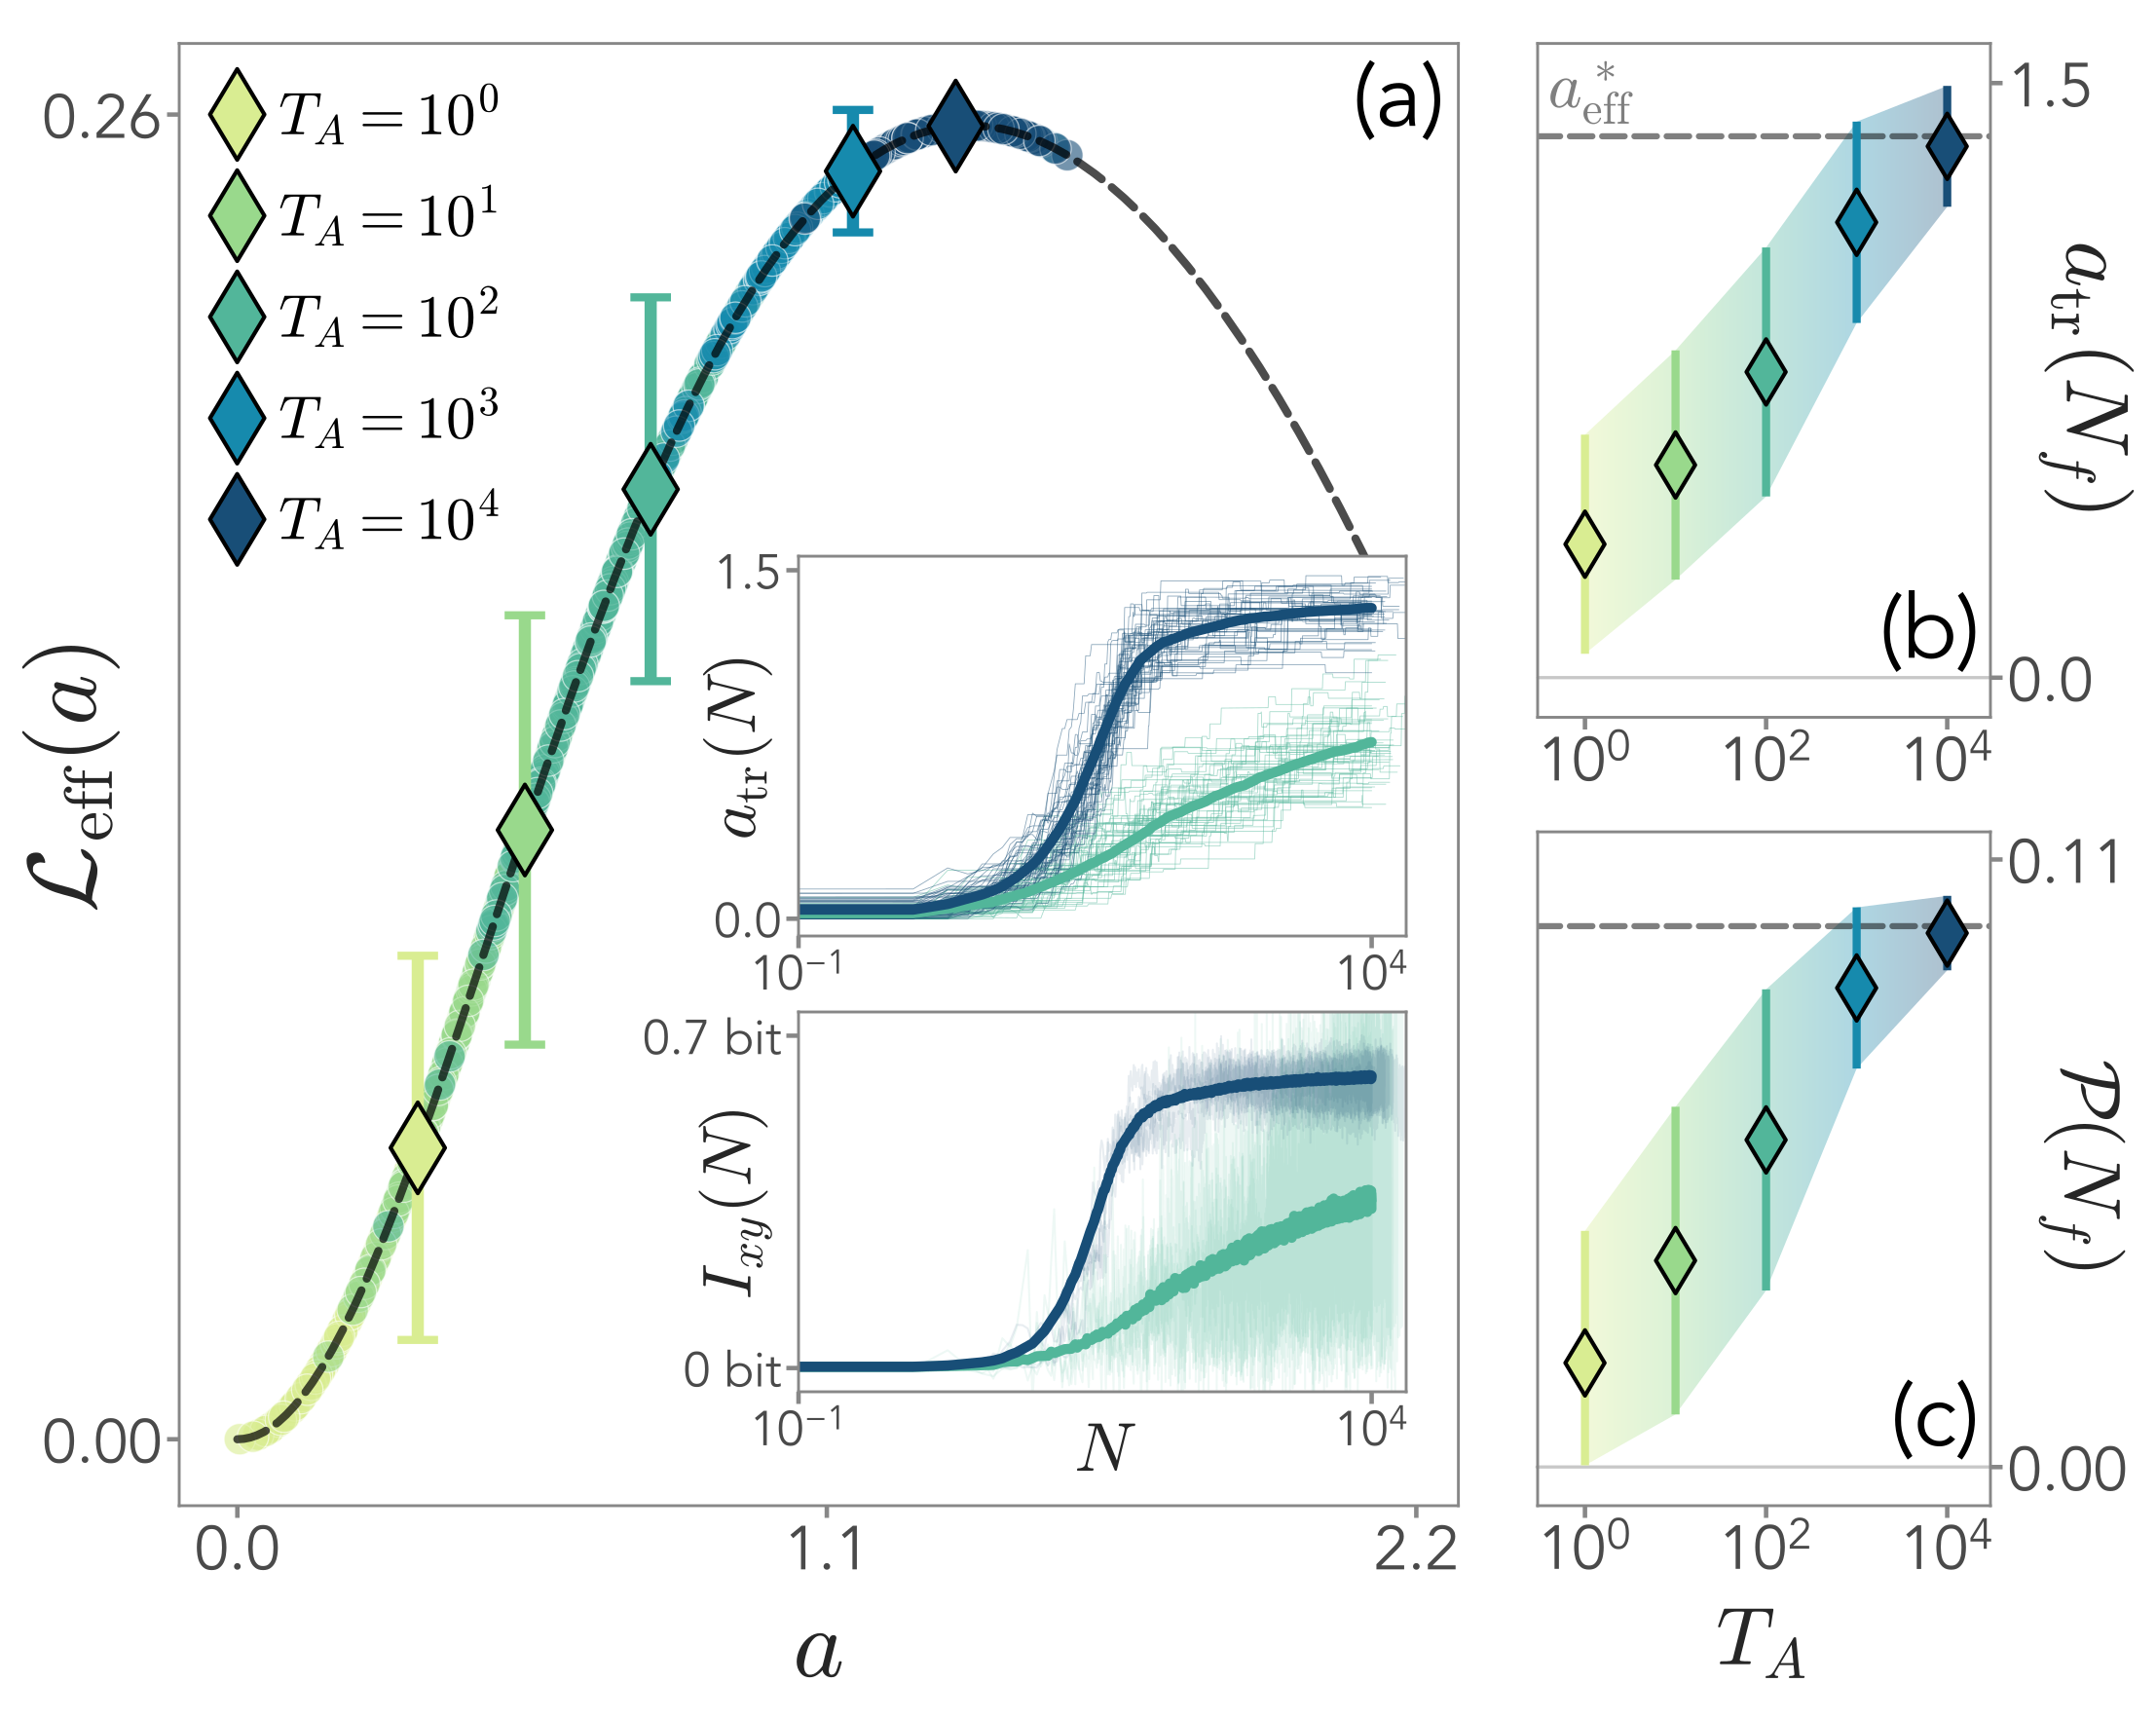 (a)
0.26
0.00
ℒ_eff(a)
T_A = 10^0
T_A = 10^1
T_A = 10^2
T_A = 10^3
T_A = 10^4
0.0
1.1
2.2
a
1.5
0.0
a_tr(N)
10^−1
10^4
0.7 bit
0 bit
I_xy(N)
10^−1
10^4
N
a*_eff
(b)
1.5
0.0
a_tr(N_f)
10^0
10^2
10^4
(c)
0.11
0.00
𝒫(N_f)
10^0
10^2
10^4
T_A